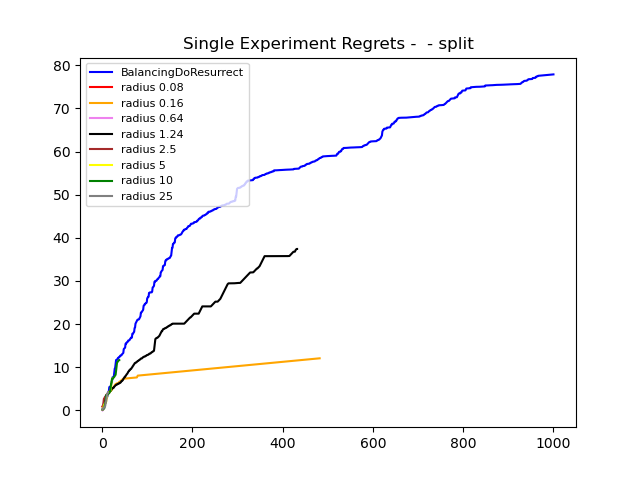 Single Experiment Regrets -  - split
80
70
60
50
40
30
20
10
0
BalancingDoResurrect
radius 0.08
radius 0.16
radius 0.64
radius 1.24
radius 2.5
radius 5
radius 10
radius 25
0 200 400 600 800 1000